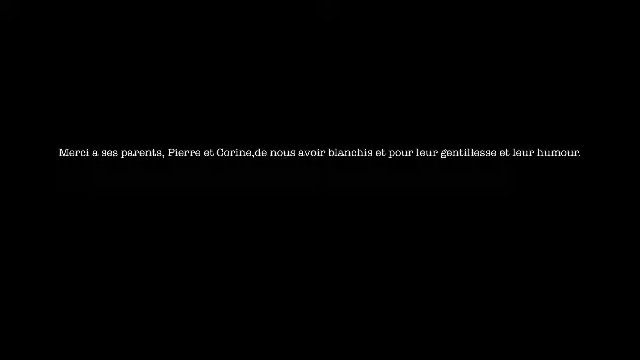 Merci a ses parents, Pierre et Corine,de nous avoir blanchis et pour leur gentillesse et leur humour.